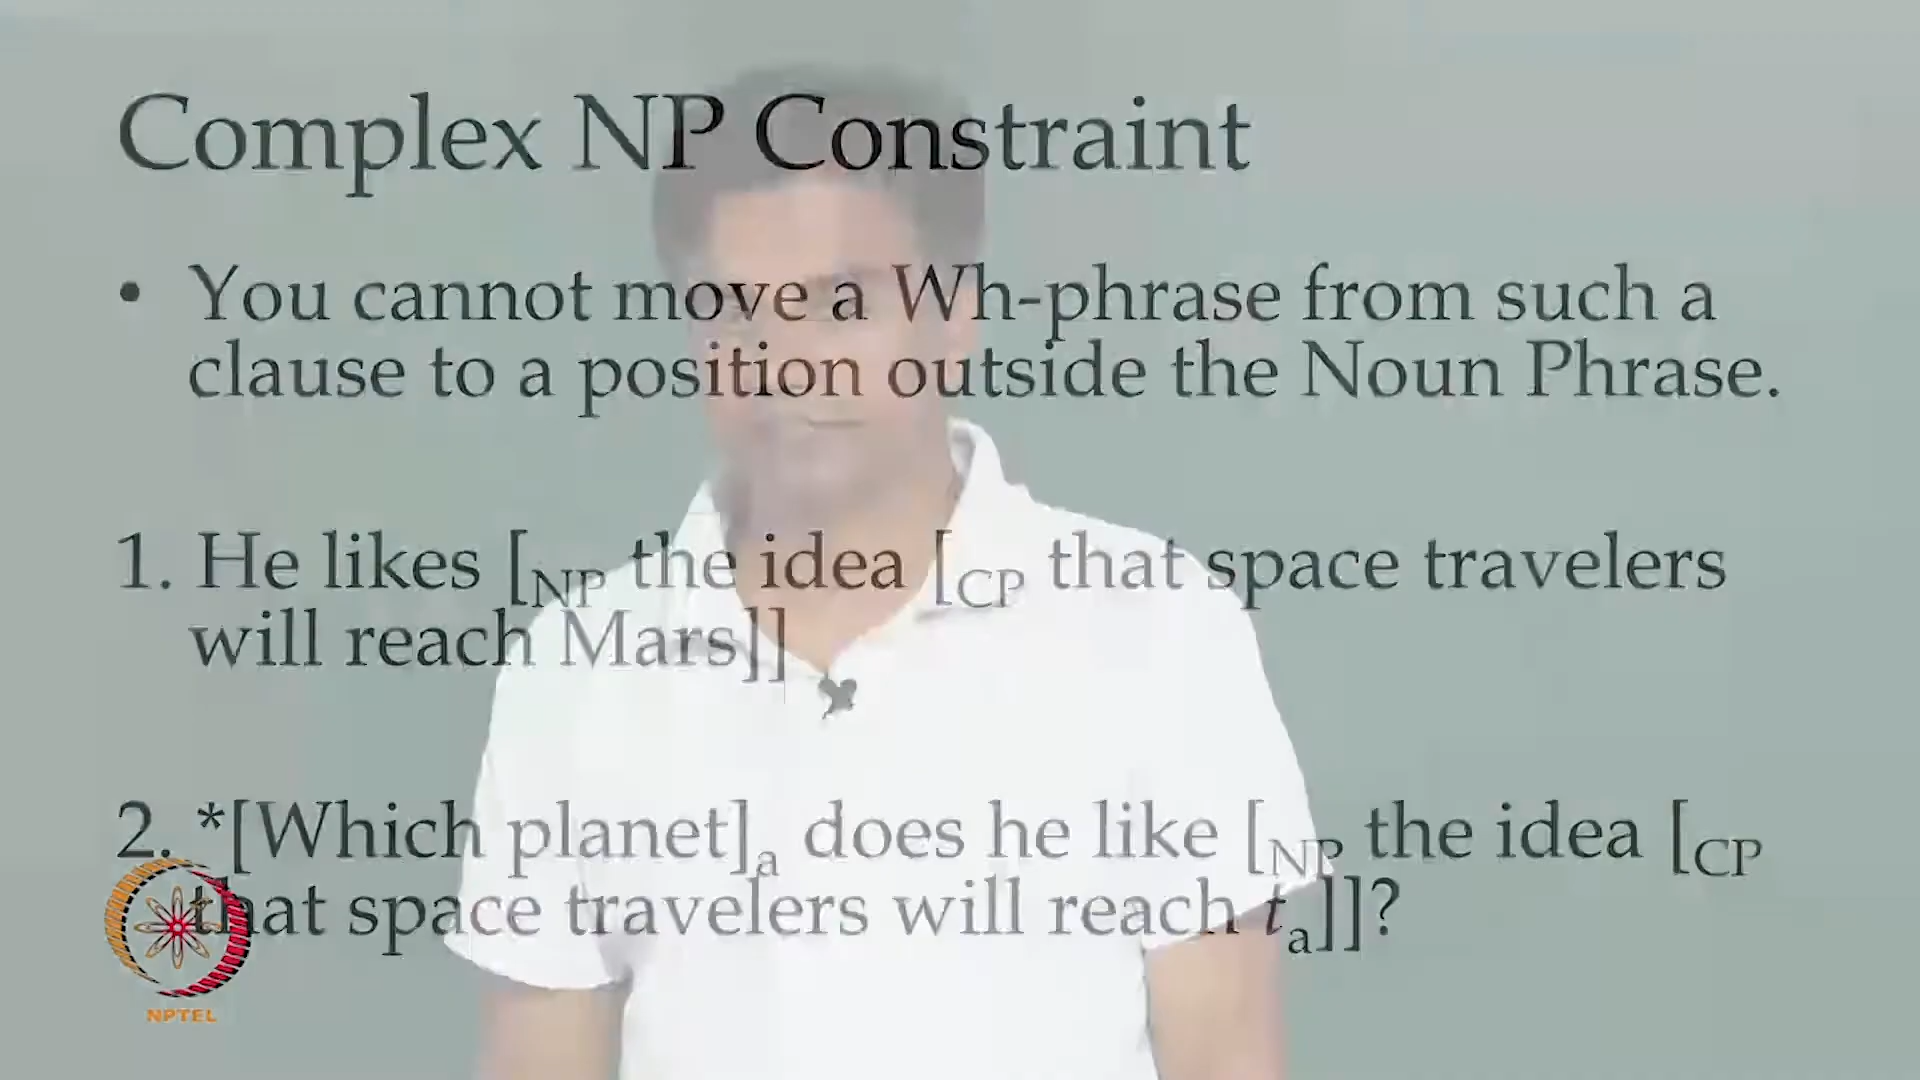 Complex NP Constraint
• You cannot move a Wh-phrase from such a
clause to a position outside the Noun Phrase.
1. He likes [NP the idea [CP that space travelers
will reach Mars]]
2. *[Which planet]a does he like [NP the idea [CP
that space travelers will reach ta]]?
NPTEL